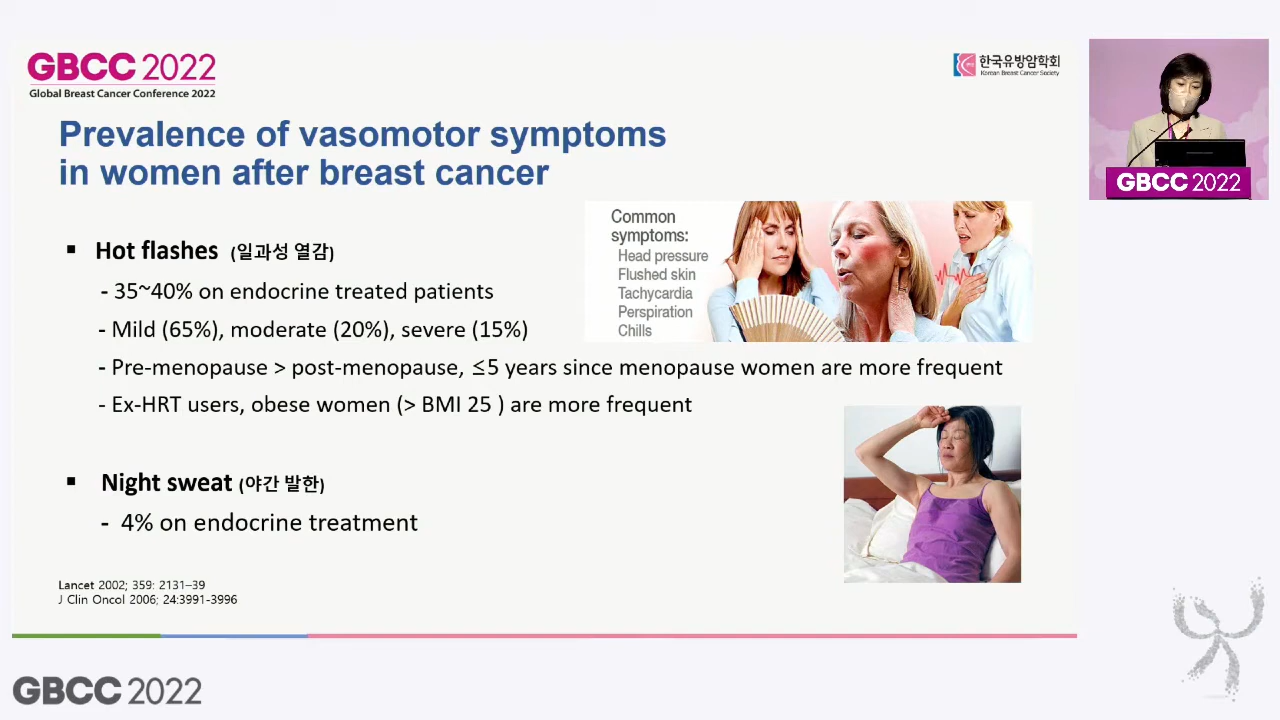 GBCC 2022
Global Breast Cancer Conference 2022
한국유방암학회
Korean Breast Cancer Society
GBCC 2022
Prevalence of vasomotor symptoms
in women after breast cancer
Common
symptoms:
Head pressure
Flushed skin
Tachycardia
Perspiration
Chills
▪ Hot flashes (일과성 열감)
- 35~40% on endocrine treated patients
- Mild (65%), moderate (20%), severe (15%)
- Pre-menopause > post-menopause, ≤5 years since menopause women are more frequent
- Ex-HRT users, obese women (> BMI 25 ) are more frequent
▪ Night sweat (야간 발한)
- 4% on endocrine treatment
Lancet 2002; 359: 2131–39
J Clin Oncol 2006; 24:3991-3996
GBCC 2022